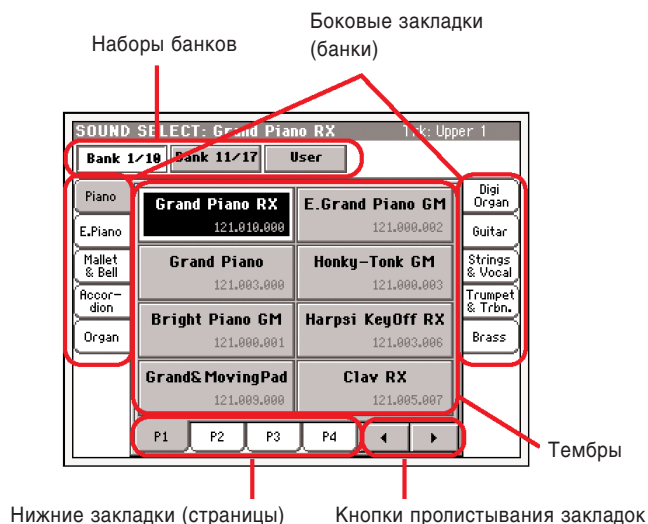 Боковые закладки
(банки)
Наборы банков
SOUND SELECT: Grand Piano RX Trk: Upper 1
Bank 1/10 Bank 11/17 User
Piano
E.Piano
Mallet
& Bell
Accor-
dion
Organ
Grand Piano RX
121.010.000
E.Grand Piano GM
121.000.002
Grand Piano
121.003.000
Honky-Tonk GM
121.000.003
Bright Piano GM
121.000.001
Harpsi KeyOff RX
121.003.006
Grand& MovingPad
121.009.000
Clav RX
121.005.007
Digi
Organ
Guitar
Strings
& Vocal
Trumpet
& Trbn.
Brass
P1 P2 P3 P4
Тембры
Нижние закладки (страницы)
Кнопки пролистывания закладок